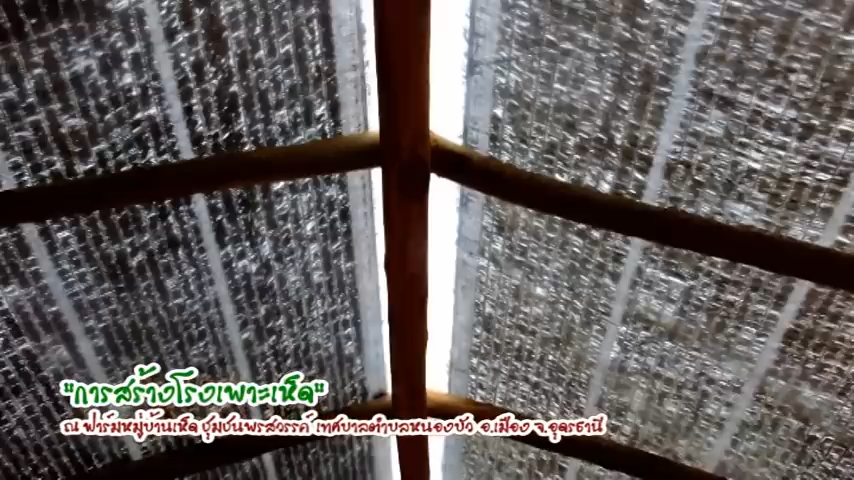 "การสร้างโรงเพาะเห็ด"
ณ ฟาร์มหมู่บ้านเห็ด ชุมชนพรสวรรค์ เทศบาลตำบลหนองบัว อ.เมือง จ.อุดรธานี